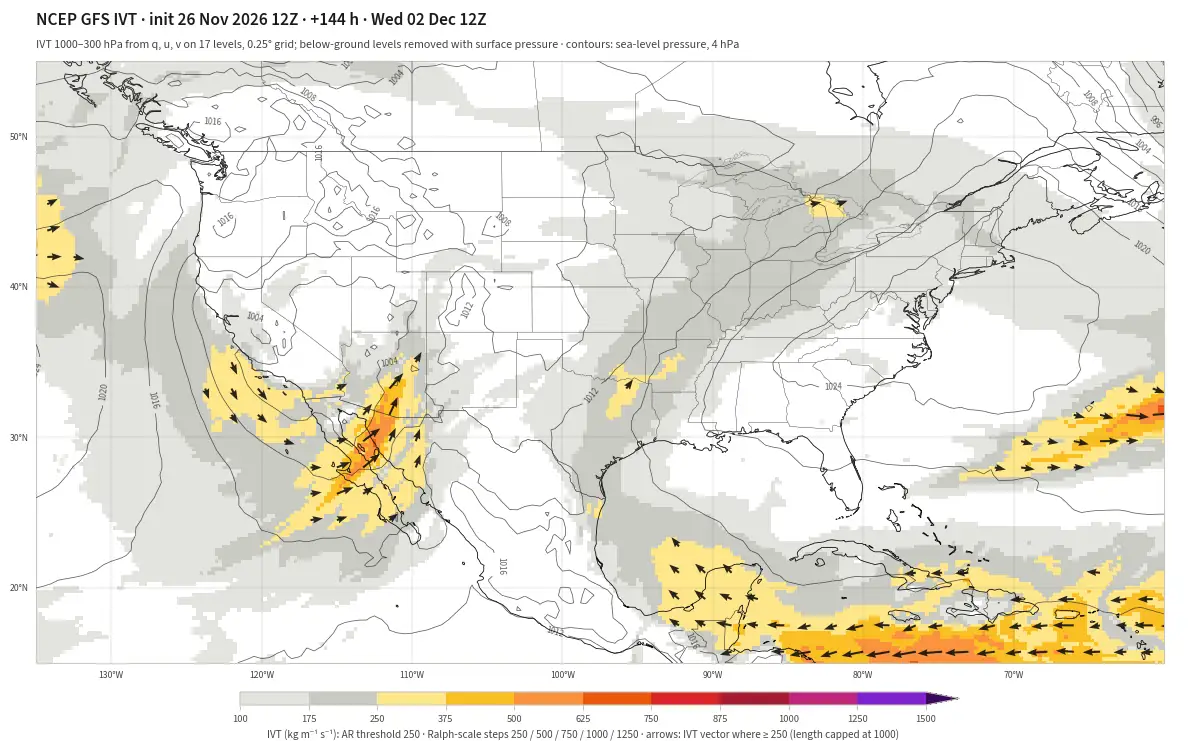 NCEP GFS IVT · init 26 Nov 2026 12Z · +144 h · Wed 02 Dec 12Z
IVT 1000–300 hPa from q, u, v on 17 levels, 0.25° grid; below-ground levels removed with surface pressure · contours: sea-level pressure, 4 hPa
1004
1008
1008
996
1016
50°N
1004
1016
1016
1016
1008
1020
40°N
1012
1004
1004
1020
1016
1012
1024
30°N
1016
20°N
1012
1016
130°W 120°W 110°W 100°W 90°W 80°W 70°W
100 175 250 375 500 625 750 875 1000 1250 1500
IVT (kg m⁻¹ s⁻¹): AR threshold 250 · Ralph-scale steps 250 / 500 / 750 / 1000 / 1250 · arrows: IVT vector where ≥ 250 (length capped at 1000)